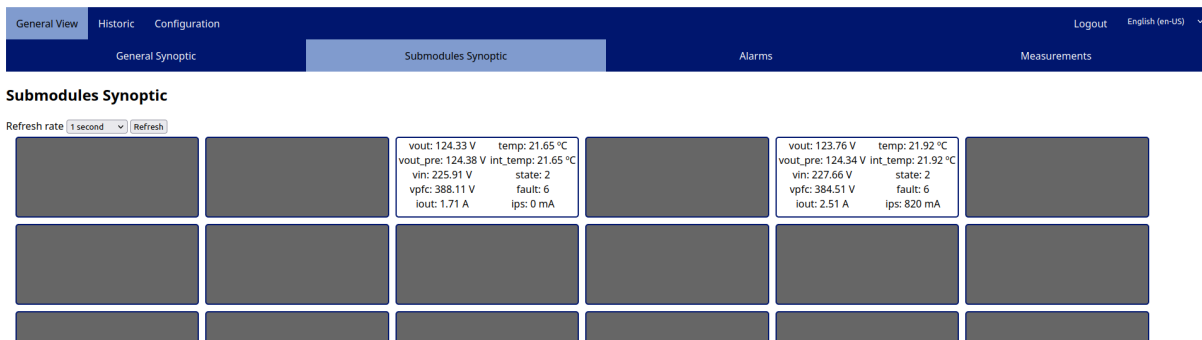 General View Historic Configuration Logout English (en-US)
General Synoptic Submodules Synoptic Alarms Measurements
Submodules Synoptic
Refresh rate 1 second Refresh
vout: 124.33 V temp: 21.65 ºC
vout_pre: 124.38 V int_temp: 21.65 ºC
vin: 225.91 V state: 2
vpfc: 388.11 V fault: 6
iout: 1.71 A ips: 0 mA
vout: 123.76 V temp: 21.92 ºC
vout_pre: 124.34 V int_temp: 21.92 ºC
vin: 227.66 V state: 2
vpfc: 384.51 V fault: 6
iout: 2.51 A ips: 820 mA